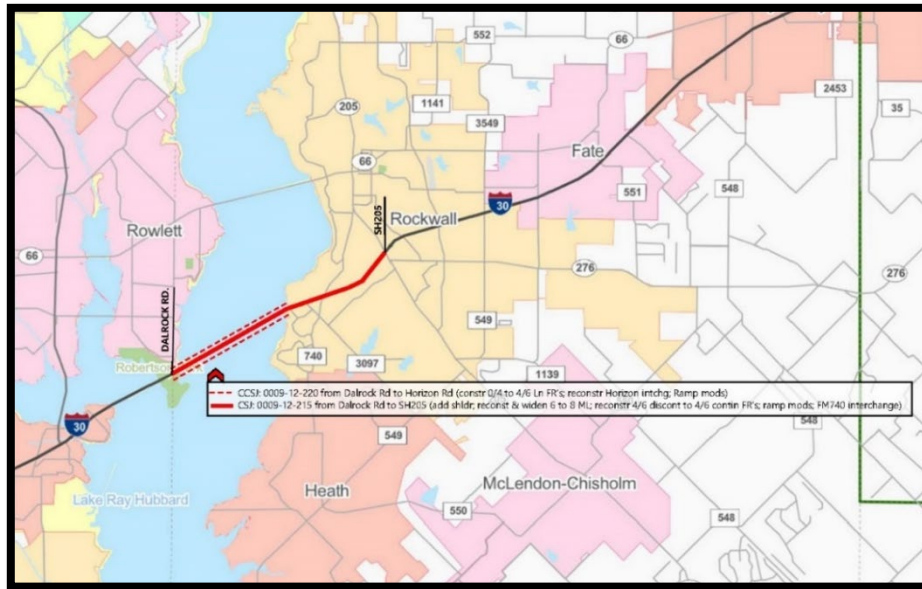 552
66
2453
35
205
1141
3549
Fate
66
551
548
30
SH205
Rockwall
Rowlett
66
276
276
DALROCK RD.
549
740
3097
1139
CCSJ: 0009-12-220 from Dalrock Rd to Horizon Rd (constr 0/4 to 4/6 Ln FR's; reconstr Horizon intchg; Ramp mods)
CSJ: 0009-12-215 from Dalrock Rd to SH205 (add shldr; reconst & widen 6 to 8 ML; reconstr 4/6 discont to 4/6 contin FR's; ramp mods; FM740 interchange)
30
549
548
Lake Ray Hubbard
Heath
McLendon-Chisholm
550
548